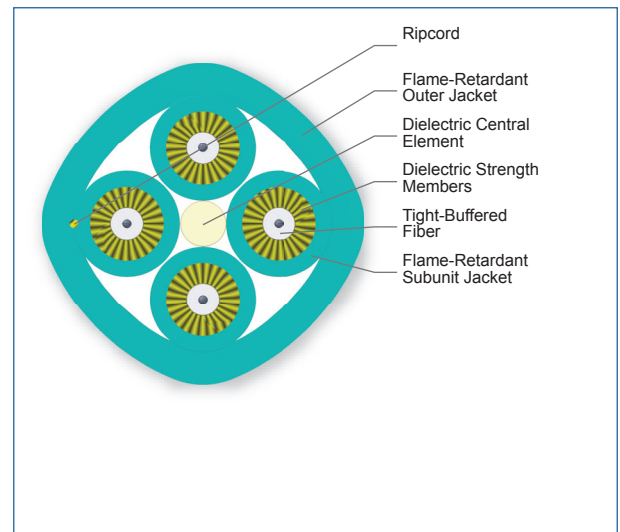 Ripcord
Flame-Retardant
Outer Jacket
Dielectric Central
Element
Dielectric Strength
Members
Tight-Buffered
Fiber
Flame-Retardant
Subunit Jacket